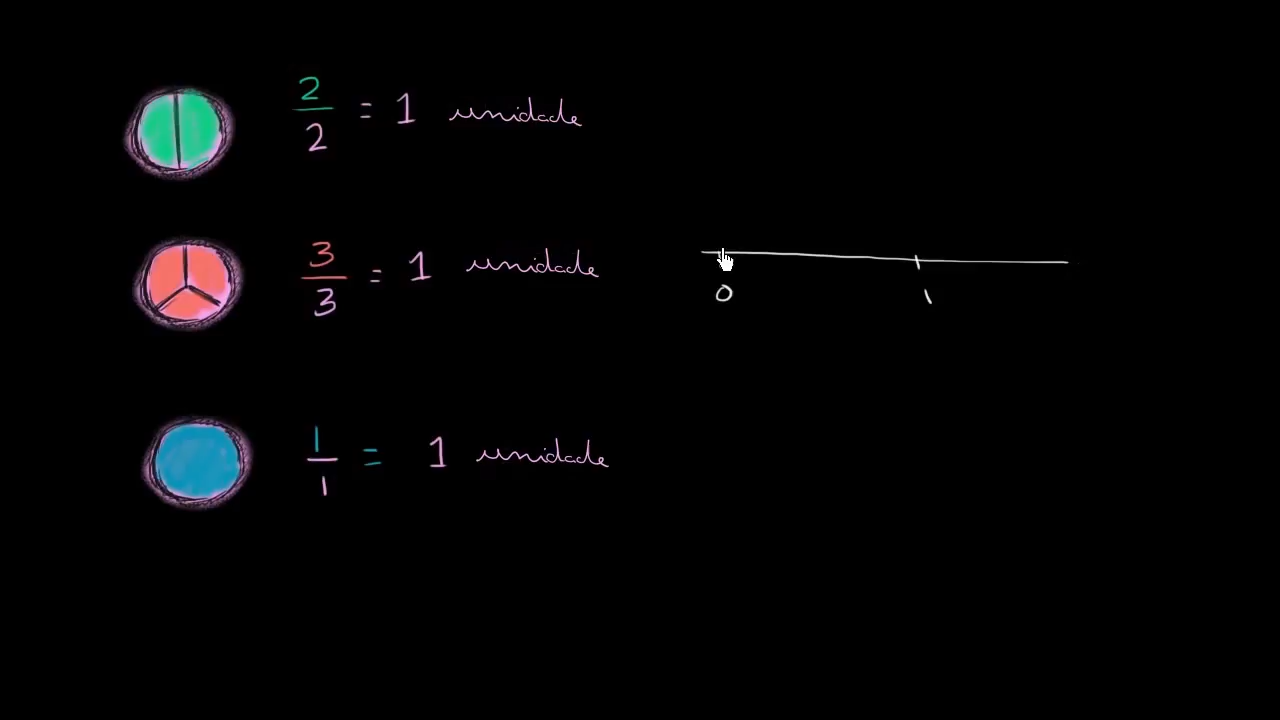 2/2 = 1 unidade
3/3 = 1 unidade
0 1
1/1 = 1 unidade